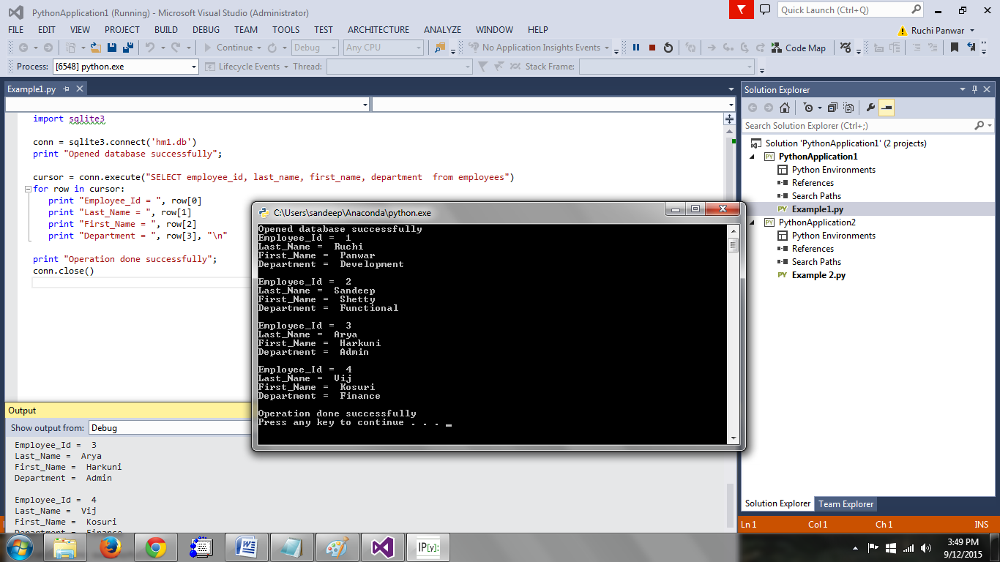 PythonApplication1 (Running) - Microsoft Visual Studio (Administrator)
Quick Launch (Ctrl+Q)
FILE EDIT VIEW PROJECT BUILD DEBUG TEAM TOOLS TEST ARCHITECTURE ANALYZE WINDOW HELP
Ruchi Panwar
Continue Debug Any CPU No Application Insights Events Code Map
Process: [6548] python.exe Lifecycle Events Thread: Stack Frame:
Example1.py
import sqlite3
conn = sqlite3.connect('hm1.db')
print "Opened database successfully";
cursor = conn.execute("SELECT employee_id, last_name, first_name, department  from employees")
for row in cursor:
print "Employee_Id = ", row[0]
print "Last_Name = ", row[1]
print "First_Name = ", row[2]
print "Department = ", row[3], "\n"
print "Operation done successfully";
conn.close()
C:\Users\sandeep\Anaconda\python.exe
Opened database successfully
Employee_Id =  1
Last_Name =  Ruchi
First_Name =  Panwar
Department =  Development
Employee_Id =  2
Last_Name =  Sandeep
First_Name =  Shetty
Department =  Functional
Employee_Id =  3
Last_Name =  Arya
First_Name =  Harkuni
Department =  Admin
Employee_Id =  4
Last_Name =  Vij
First_Name =  Kosuri
Department =  Finance
Operation done successfully
Press any key to continue . . . _
Output
Show output from: Debug
Employee_Id =  3
Last_Name =  Arya
First_Name =  Harkuni
Department =  Admin
Employee_Id =  4
Last_Name =  Vij
First_Name =  Kosuri
Department =  Finance
Solution Explorer
Search Solution Explorer (Ctrl+;)
Solution 'PythonApplication1' (2 projects)
PY PythonApplication1
Python Environments
References
Search Paths
PY Example1.py
PY PythonApplication2
Python Environments
References
Search Paths
PY Example 2.py
Solution Explorer Team Explorer
Ln 1 Col 1 Ch 1 INS
IP[y]:
3:49 PM
9/12/2015